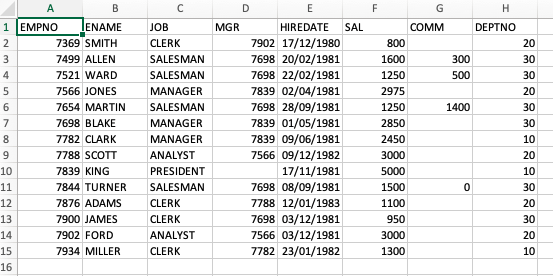 A B C D E F G H
1 EMPNO ENAME JOB MGR HIREDATE SAL COMM DEPTNO
2 7369 SMITH CLERK 7902 17/12/1980 800 20
3 7499 ALLEN SALESMAN 7698 20/02/1981 1600 300 30
4 7521 WARD SALESMAN 7698 22/02/1981 1250 500 30
5 7566 JONES MANAGER 7839 02/04/1981 2975 20
6 7654 MARTIN SALESMAN 7698 28/09/1981 1250 1400 30
7 7698 BLAKE MANAGER 7839 01/05/1981 2850 30
8 7782 CLARK MANAGER 7839 09/06/1981 2450 10
9 7788 SCOTT ANALYST 7566 09/12/1982 3000 20
10 7839 KING PRESIDENT 17/11/1981 5000 10
11 7844 TURNER SALESMAN 7698 08/09/1981 1500 0 30
12 7876 ADAMS CLERK 7788 12/01/1983 1100 20
13 7900 JAMES CLERK 7698 03/12/1981 950 30
14 7902 FORD ANALYST 7566 03/12/1981 3000 20
15 7934 MILLER CLERK 7782 23/01/1982 1300 10
16